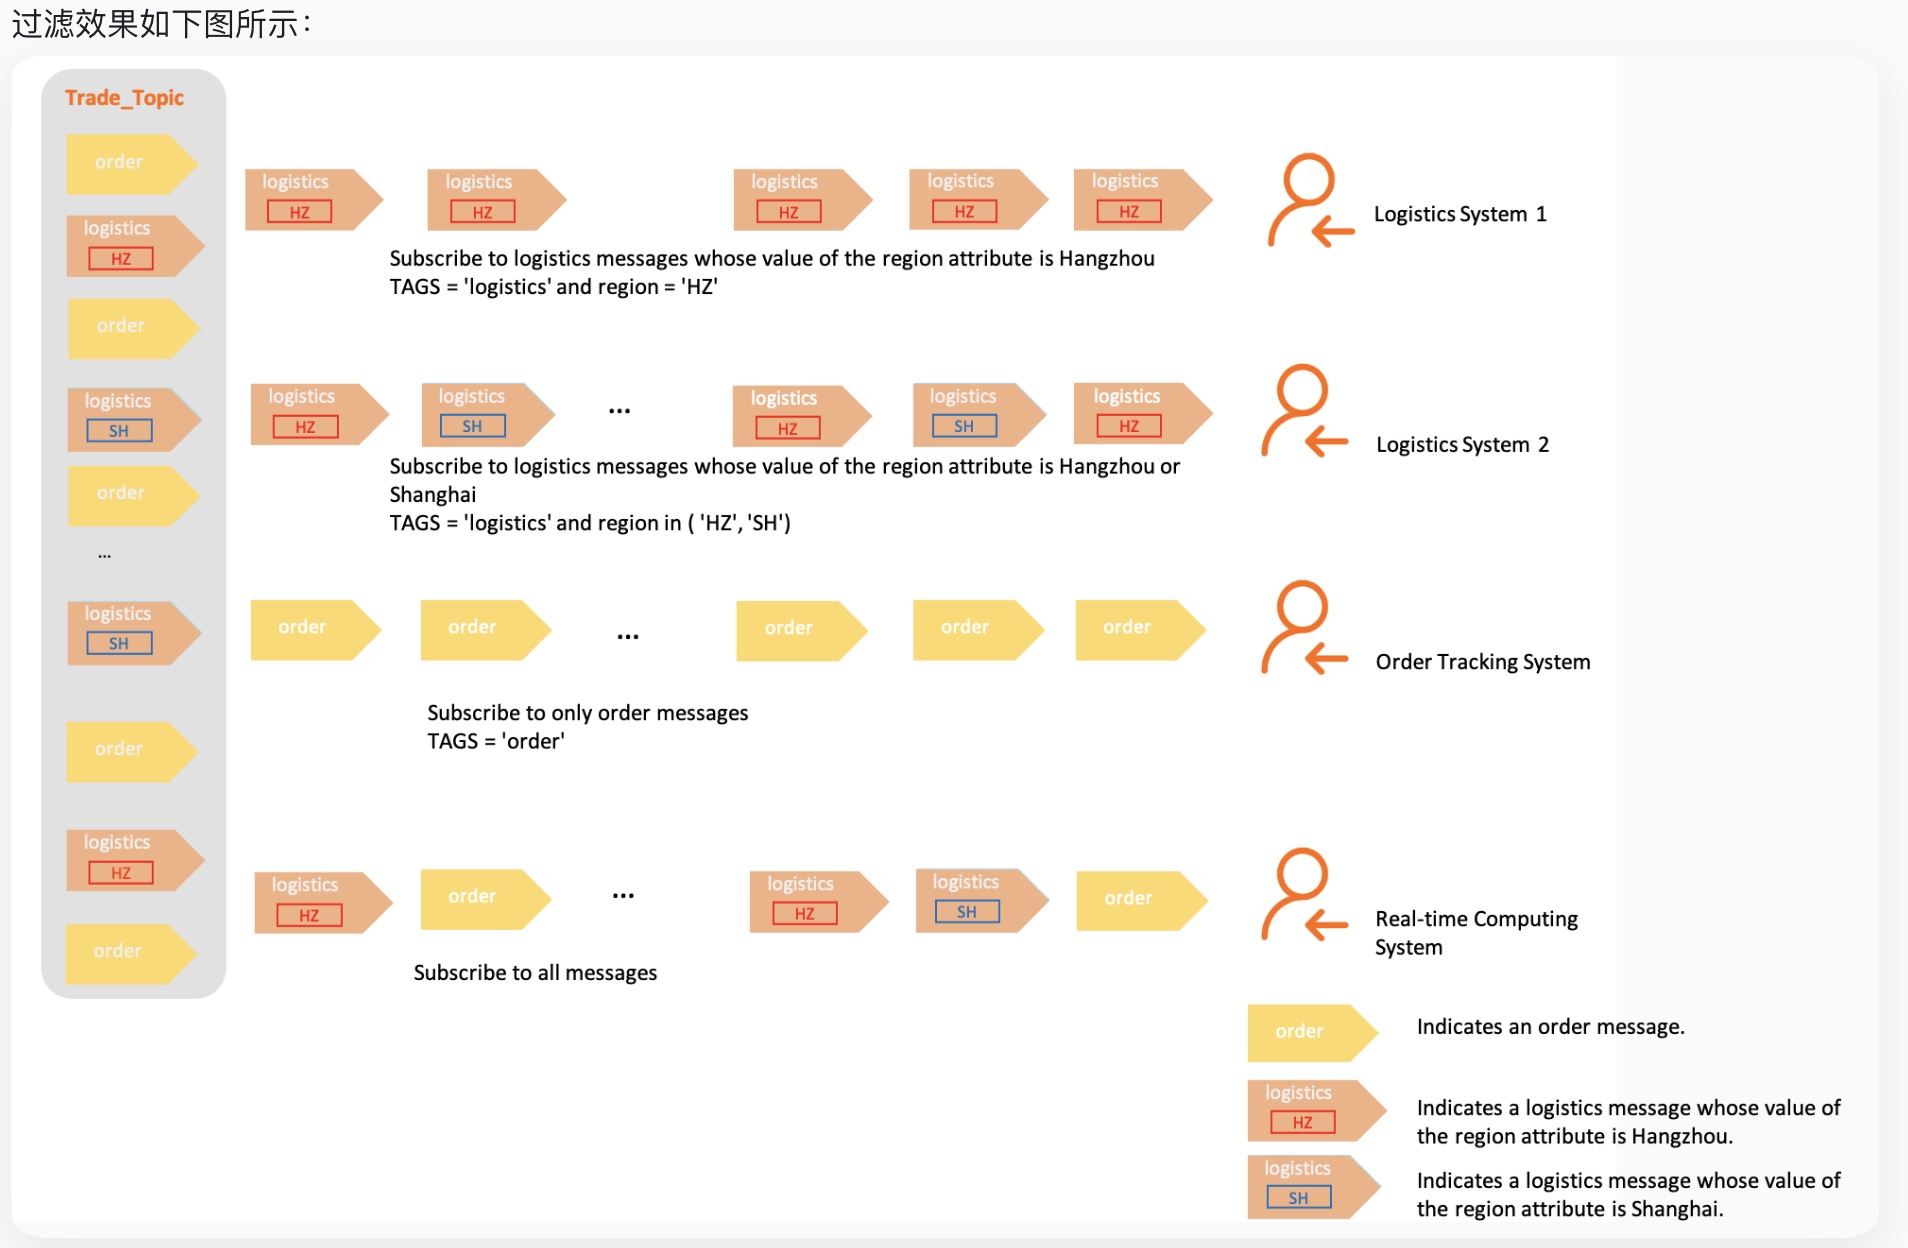 过滤效果如下图所示：
Trade_Topic
order
logistics
HZ
order
logistics
SH
order
...
logistics
SH
order
logistics
HZ
order
logistics
HZ
logistics
HZ
logistics
HZ
logistics
HZ
logistics
HZ
Logistics System 1
Subscribe to logistics messages whose value of the region attribute is Hangzhou
TAGS = 'logistics' and region = 'HZ'
logistics
HZ
logistics
SH
...
logistics
HZ
logistics
SH
logistics
HZ
Logistics System 2
Subscribe to logistics messages whose value of the region attribute is Hangzhou or
Shanghai
TAGS = 'logistics' and region in ( 'HZ', 'SH')
order
order
...
order
order
order
Order Tracking System
Subscribe to only order messages
TAGS = 'order'
logistics
HZ
order
...
logistics
HZ
logistics
SH
order
Real-time Computing
System
Subscribe to all messages
order
Indicates an order message.
logistics
HZ
Indicates a logistics message whose value of
the region attribute is Hangzhou.
logistics
SH
Indicates a logistics message whose value of
the region attribute is Shanghai.